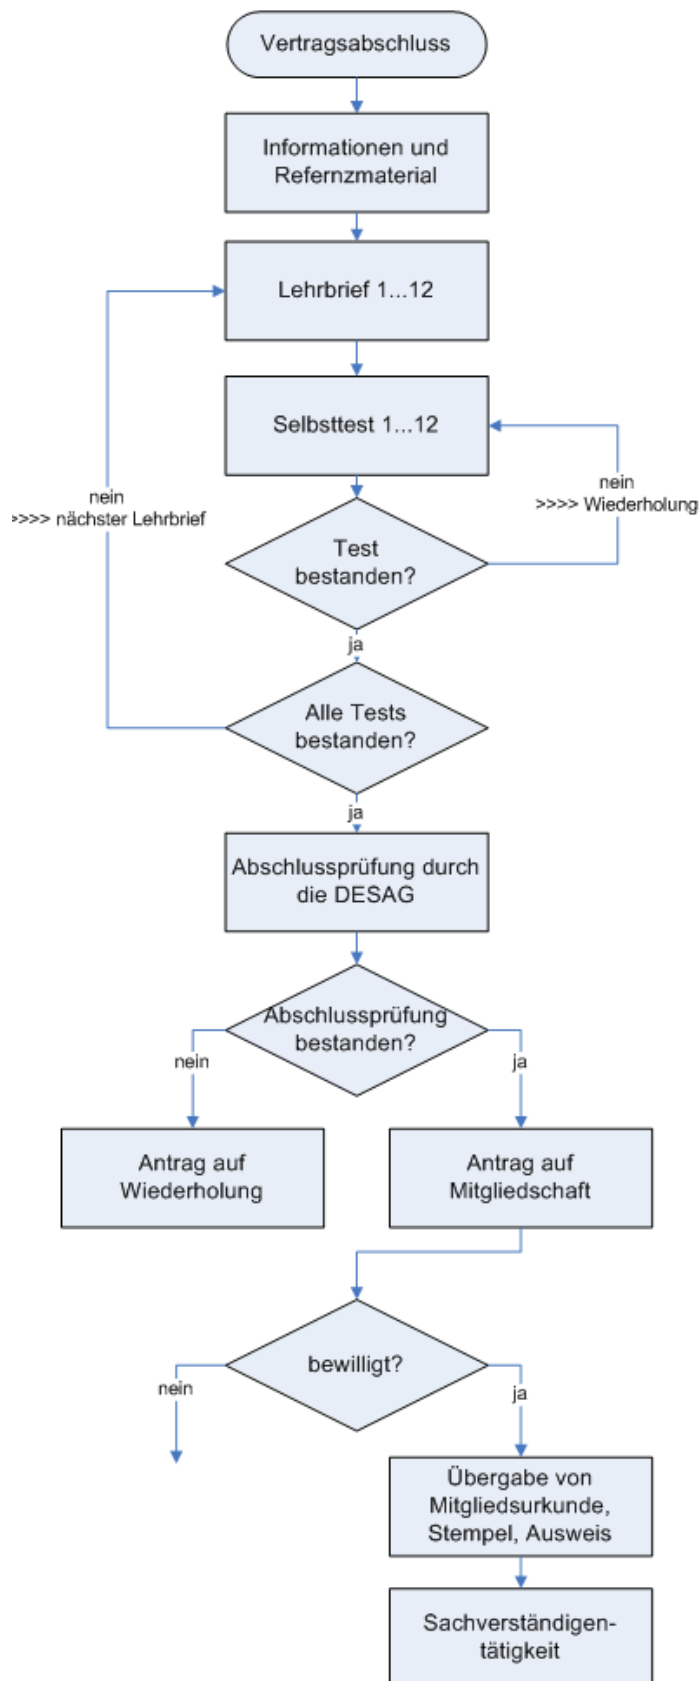 Vertragsabschluss
Informationen und
Refernzmaterial
Lehrbrief 1...12
Selbsttest 1...12
nein
>>>> nächster Lehrbrief
nein
>>>> Wiederholung
Test
bestanden?
ja
Alle Tests
bestanden?
ja
Abschlussprüfung durch
die DESAG
Abschlussprüfung
bestanden?
nein
ja
Antrag auf
Wiederholung
Antrag auf
Mitgliedschaft
bewilligt?
nein
ja
Übergabe von
Mitgliedsurkunde,
Stempel, Ausweis
Sachverständigen-
tätigkeit